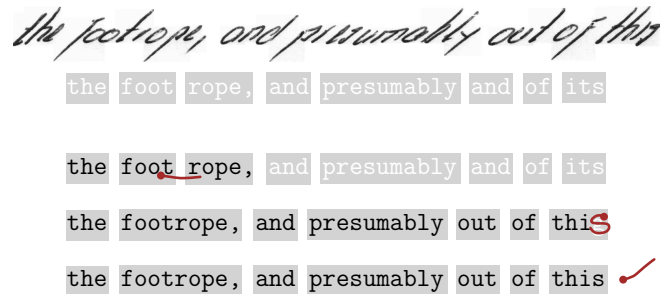 the footrope, and presumably out of this
the foot rope, and presumably and of its
the foot rope, and presumably and of its
the footrope, and presumably out of this
the footrope, and presumably out of this